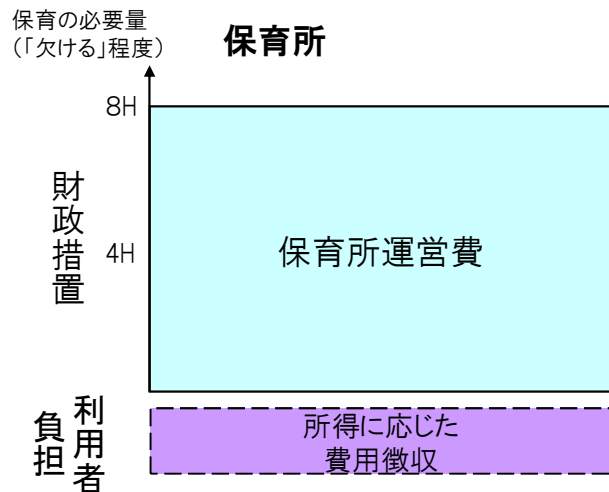 保育の必要量
（「欠ける」程度）
保育所
8H
財政措置
4H
保育所運営費
利用者
負担
所得に応じた
費用徴収